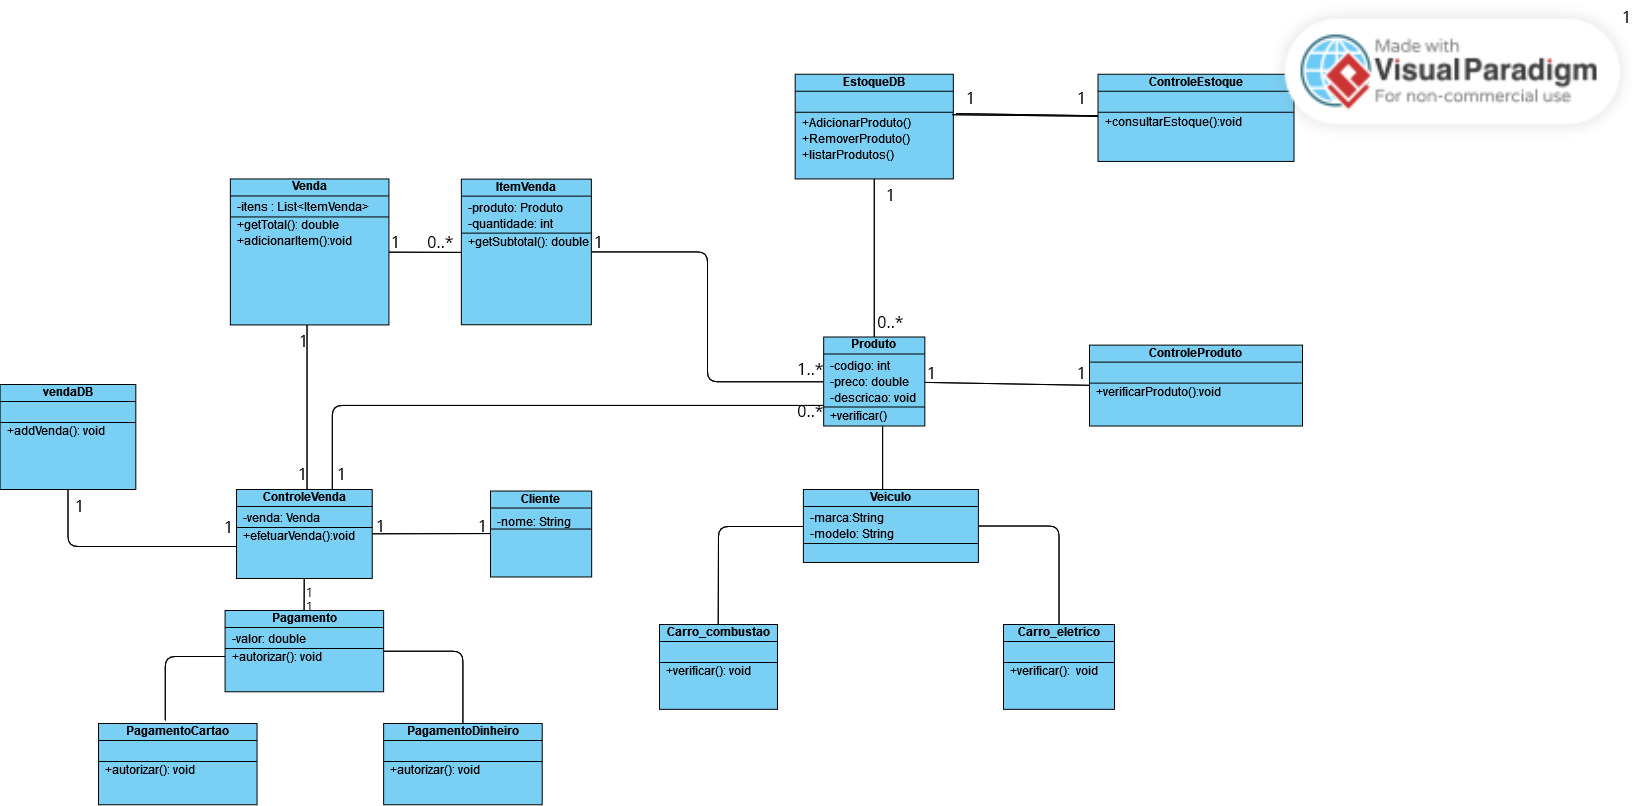 1
Made with
Visual Paradigm
For non-commercial use
EstoqueDB
+AdicionarProduto()
+RemoverProduto()
+listarProdutos()
1
1
ControleEstoque
+consultarEstoque():void
Venda
-itens : List<ItemVenda>
+getTotal(): double
+adicionarItem():void
1
0..*
ItemVenda
-produto: Produto
-quantidade: int
+getSubtotal(): double
1
1
0..*
1
Produto
-codigo: int
-preco: double
-descricao: void
+verificar()
1..*
0..*
1
1
ControleProduto
+verificarProduto():void
vendaDB
+addVenda(): void
1
1
1
1
ControleVenda
-venda: Venda
+efetuarVenda():void
1
1
Cliente
-nome: String
Veiculo
-marca:String
-modelo: String
1
1
Pagamento
-valor: double
+autorizar(): void
Carro_combustao
+verificar(): void
Carro_eletrico
+verificar(): void
PagamentoCartao
+autorizar(): void
PagamentoDinheiro
+autorizar(): void